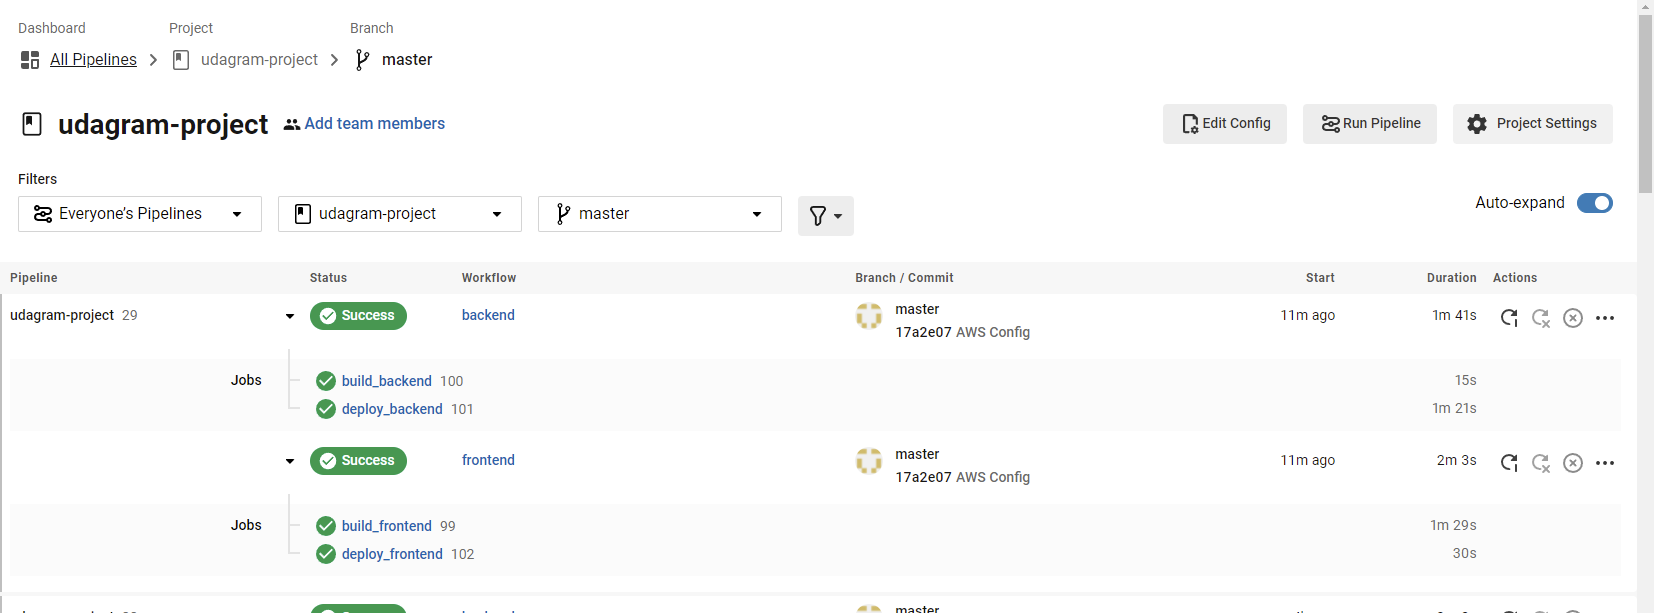 Dashboard Project Branch
All Pipelines udagram-project master
udagram-project Add team members Edit Config Run Pipeline Project Settings
Filters
Everyone’s Pipelines udagram-project master Auto-expand
Pipeline Status Workflow Branch / Commit Start Duration Actions
udagram-project 29 Success backend master 11m ago 1m 41s
17a2e07 AWS Config
Jobs build_backend 100 15s
deploy_backend 101 1m 21s
Success frontend master 11m ago 2m 3s
17a2e07 AWS Config
Jobs build_frontend 99 1m 29s
deploy_frontend 102 30s
master